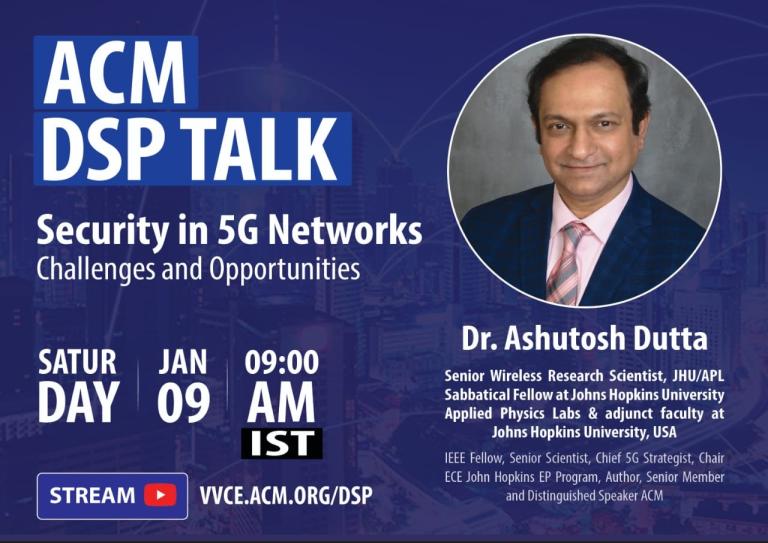 ACM
DSP TALK
Security in 5G Networks
Challenges and Opportunities
SATUR
DAY
JAN
09
09:00
AM
IST
STREAM
VVCE.ACM.ORG/DSP
Dr. Ashutosh Dutta
Senior Wireless Research Scientist, JHU/APL
Sabbatical Fellow at Johns Hopkins University
Applied Physics Labs & adjunct faculty at
Johns Hopkins University, USA
IEEE Fellow, Senior Scientist, Chief 5G Strategist, Chair
ECE John Hopkins EP Program, Author, Senior Member
and Distinguished Speaker ACM